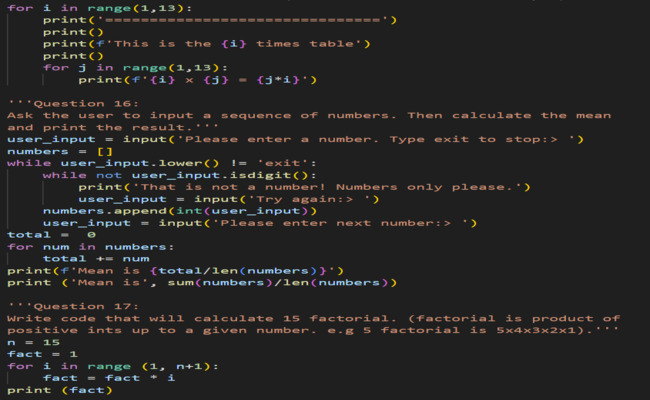 for i in range(1,13):
    print('===============================')
    print()
    print(f'This is the {i} times table')
    print()
    for j in range(1,13):
        print(f'{i} x {j} = {j*i}')

'''Question 16:
Ask the user to input a sequence of numbers. Then calculate the mean
and print the result.'''
user_input = input('Please enter a number. Type exit to stop:> ')
numbers = []
while user_input.lower() != 'exit':
    while not user_input.isdigit():
        print('That is not a number! Numbers only please.')
        user_input = input('Try again:> ')
    numbers.append(int(user_input))
    user_input = input('Please enter next number:> ')
total =  0
for num in numbers:
    total += num
print(f'Mean is {total/len(numbers)}')
print ('Mean is', sum(numbers)/len(numbers))

'''Question 17:
Write code that will calculate 15 factorial. (factorial is product of
positive ints up to a given number. e.g 5 factorial is 5x4x3x2x1).'''
n = 15
fact = 1
for i in range (1, n+1):
    fact = fact * i
print (fact)